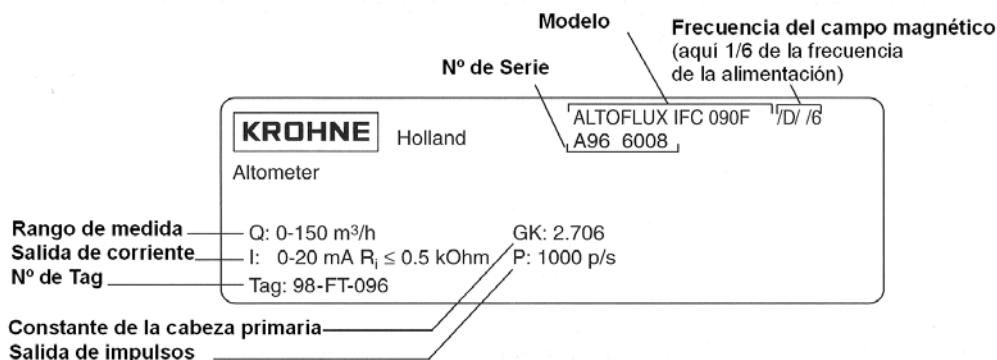 Modelo
Frecuencia del campo magnético
(aquí 1/6 de la frecuencia
de la alimentación)
Nº de Serie
KROHNE Holland
ALTOFLUX IFC 090F /D/ /6
A96 6008
Altometer
Rango de medida
Q: 0-150 m³/h
GK: 2.706
Salida de corriente
I: 0-20 mA Ri ≤ 0.5 kOhm
P: 1000 p/s
Nº de Tag
Tag: 98-FT-096
Constante de la cabeza primaria
Salida de impulsos